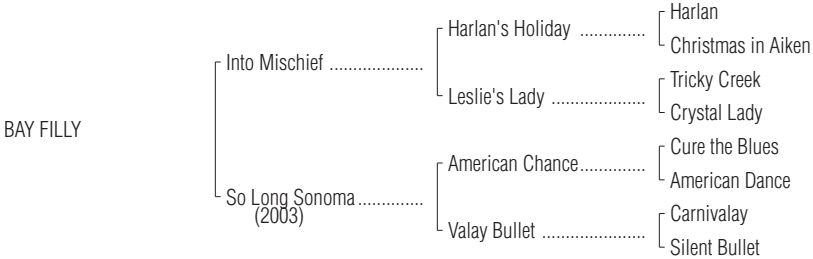 Harlan
Harlan's Holiday ..............
Christmas in Aiken
Into Mischief ....................
Tricky Creek
Leslie's Lady ....................
Crystal Lady
BAY FILLY
Cure the Blues
American Chance..............
American Dance
So Long Sonoma..............
(2003)
Carnivalay
Valay Bullet ......................
Silent Bullet